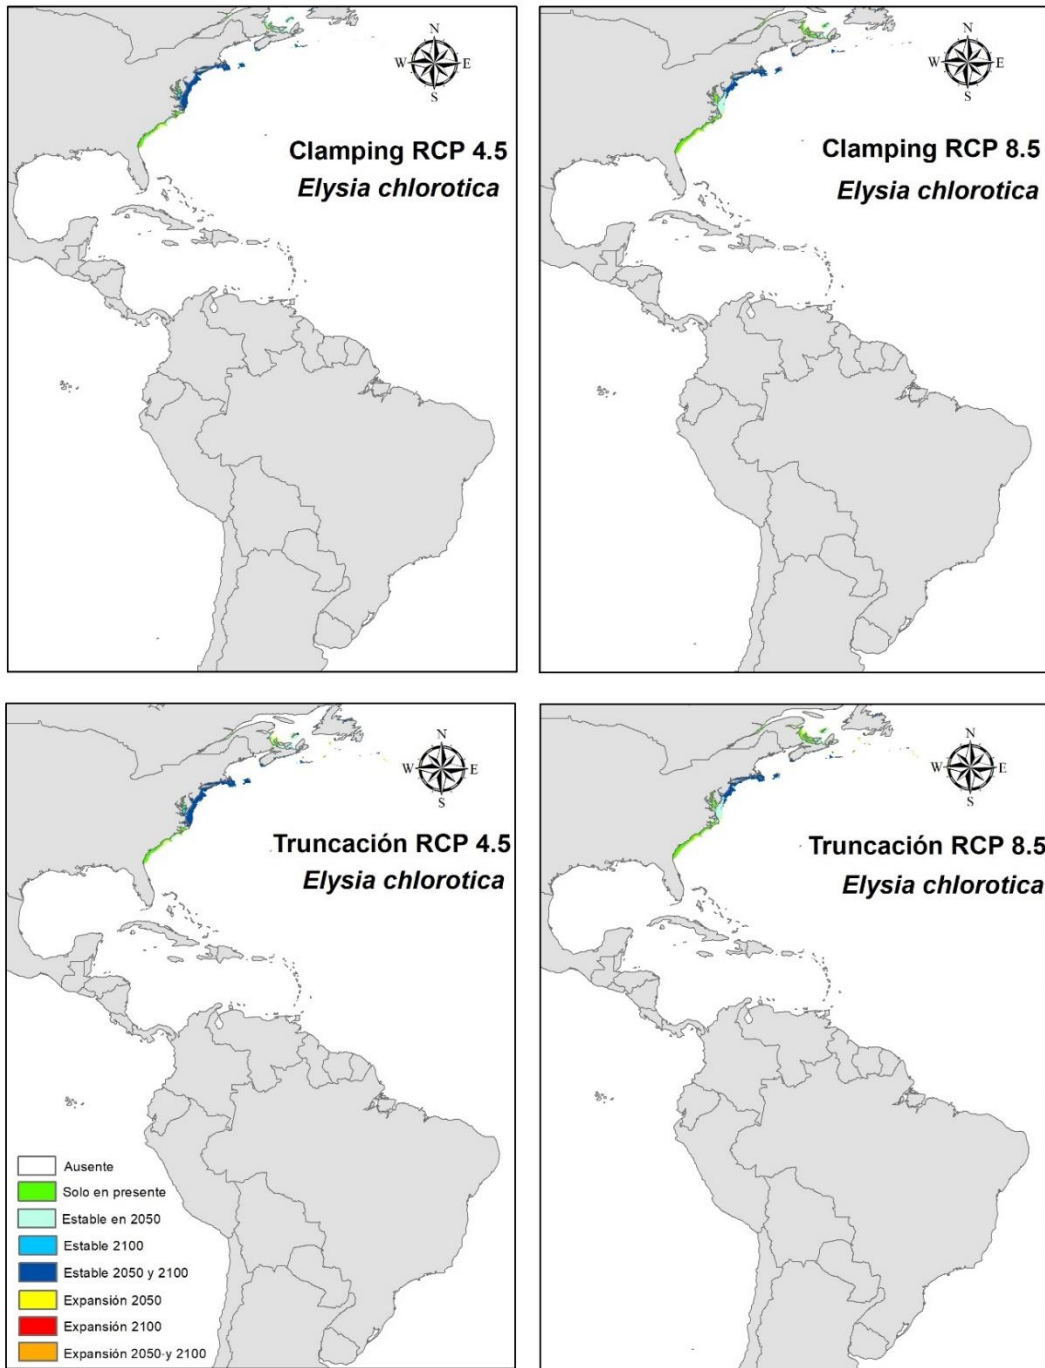 N
W E
S
Clamping RCP 4.5
Elysia chlorotica
N
W E
S
Clamping RCP 8.5
Elysia chlorotica
N
W E
S
Truncación RCP 4.5
Elysia chlorotica
Ausente
Solo en presente
Estable en 2050
Estable 2100
Estable 2050 y 2100
Expansión 2050
Expansión 2100
Expansión 2050 y 2100
N
W E
S
Truncación RCP 8.5
Elysia chlorotica